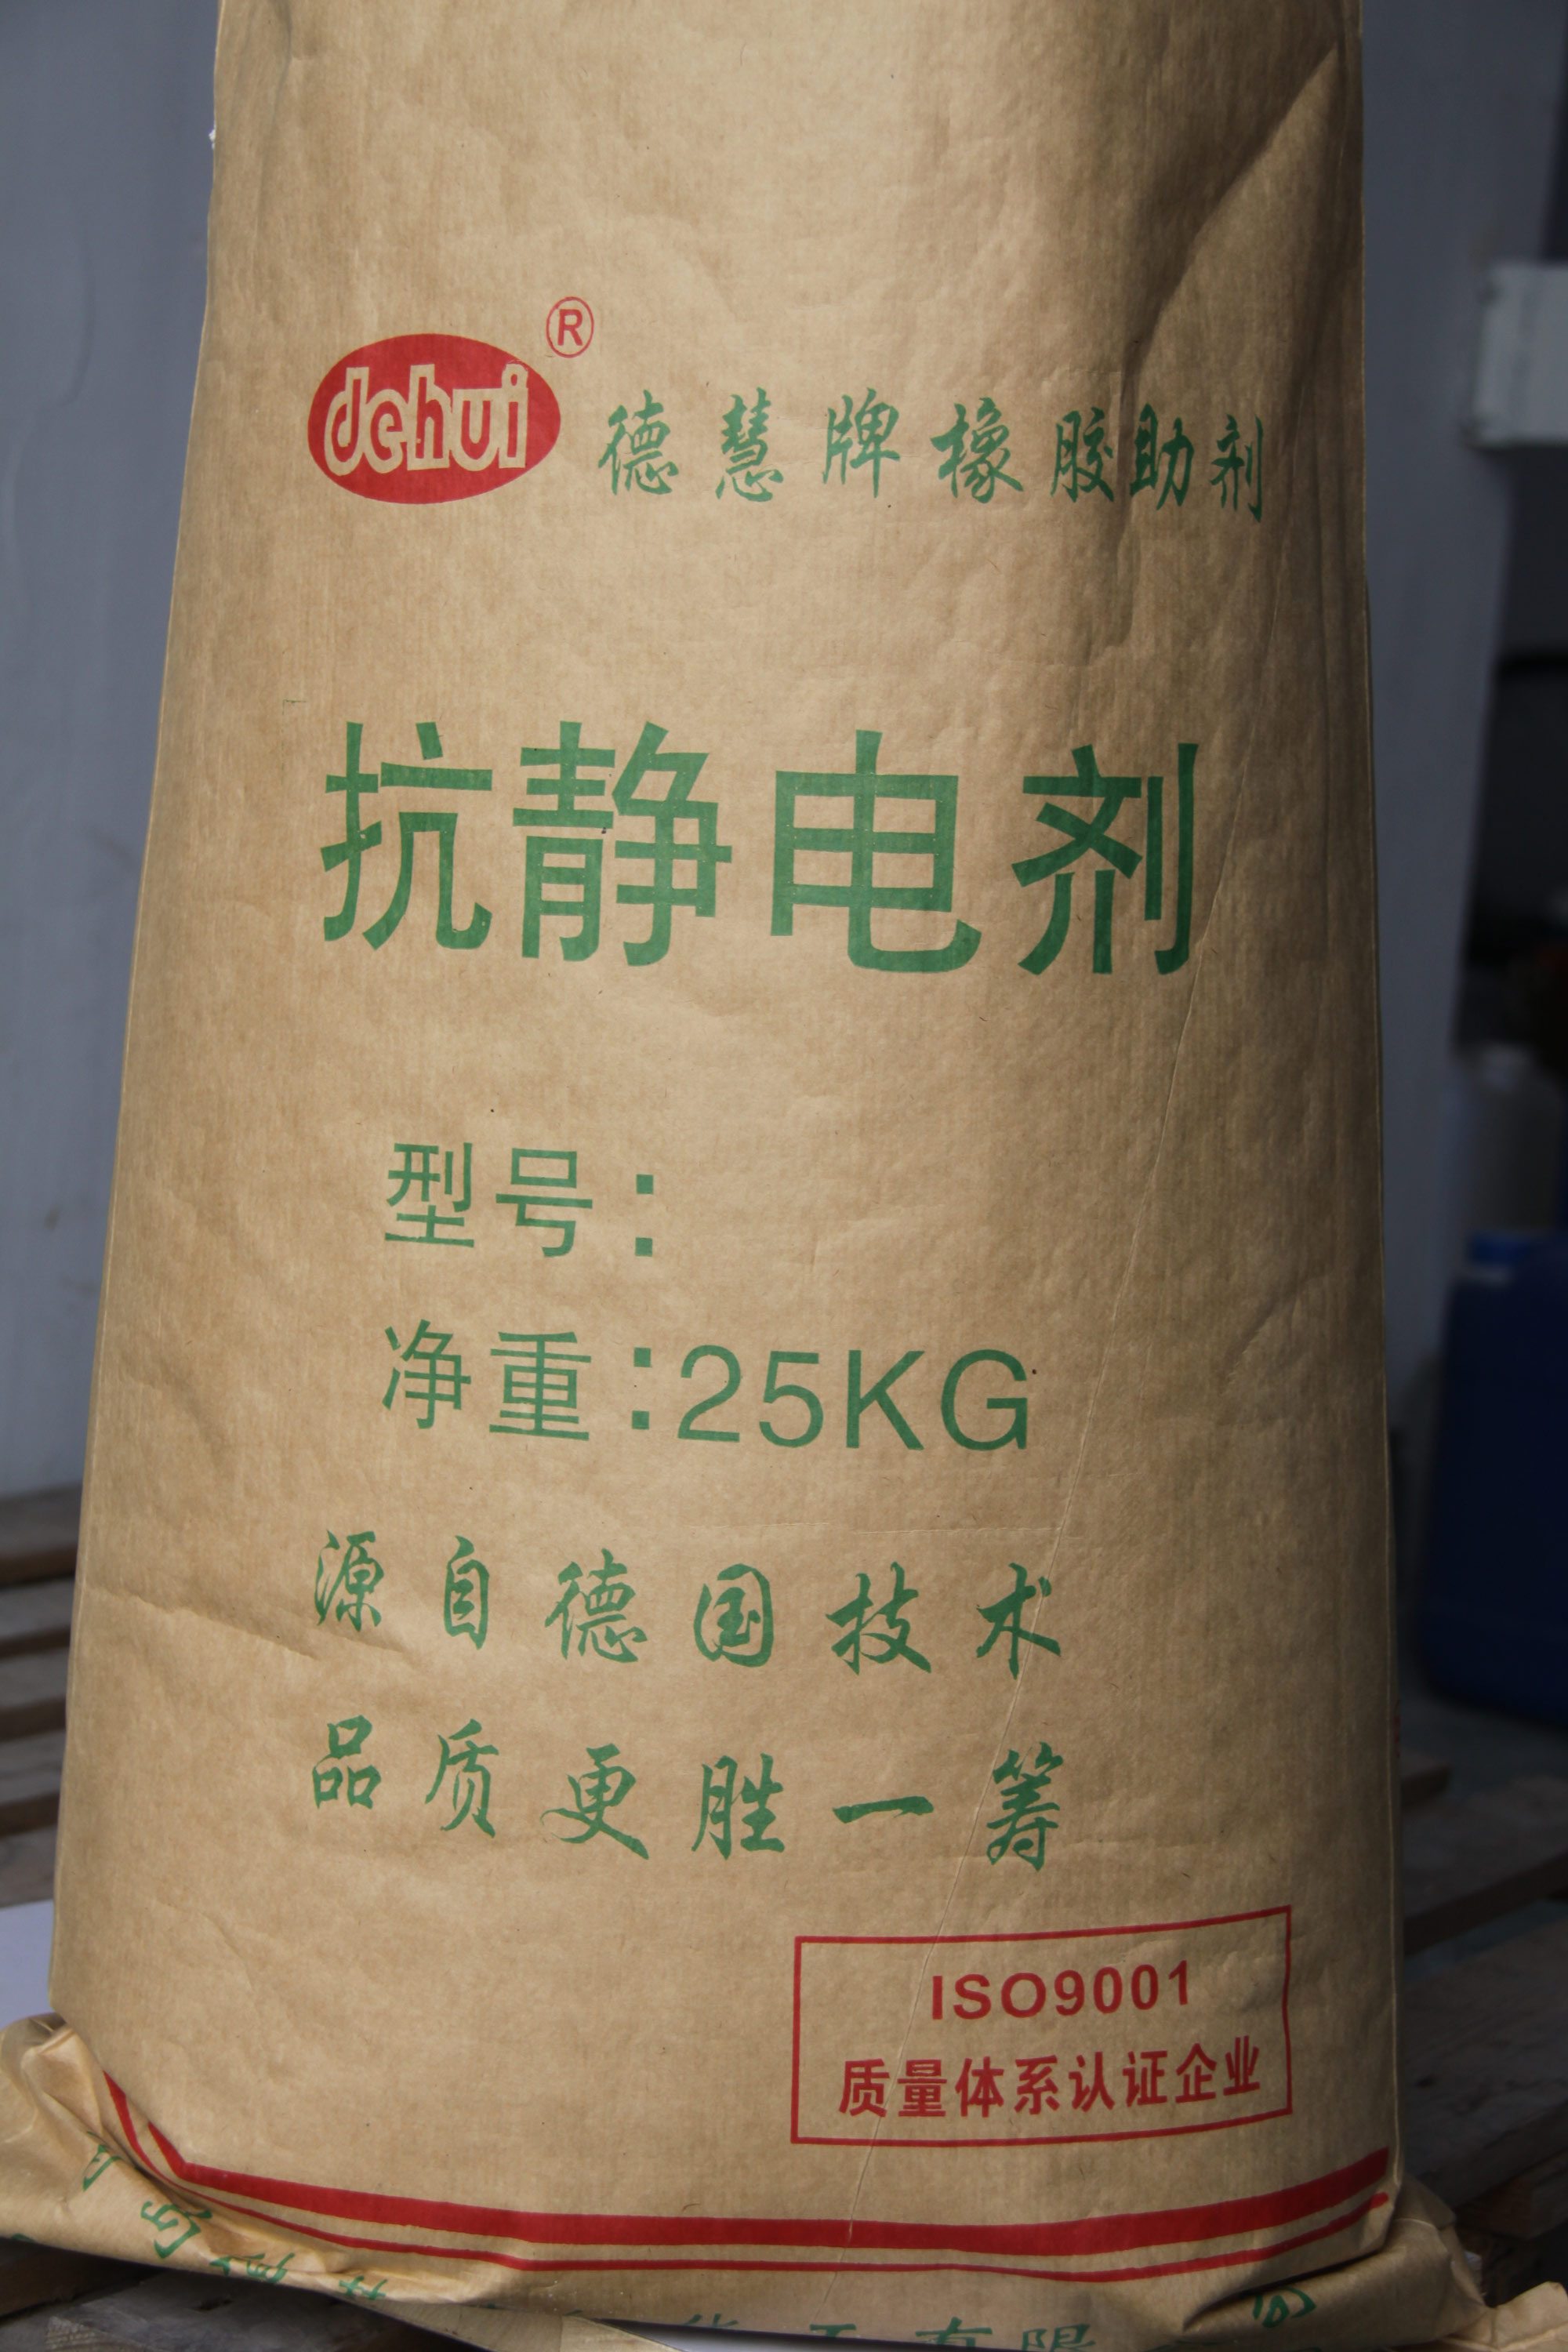 dehui®
德慧牌橡胶助剂
抗静电剂
型号:
净重:25KG
源自德国技术
品质更胜一筹
ISO9001
质量体系认证企业
有限